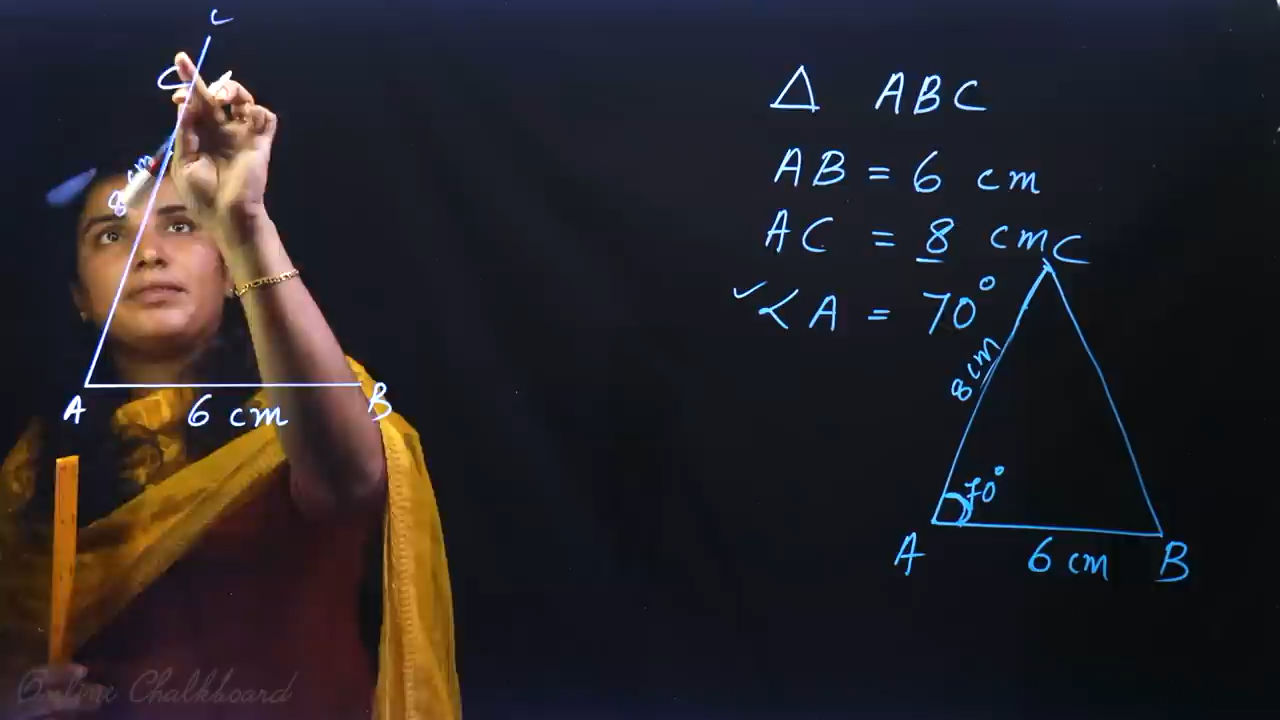 C
C
8 cm
A
6 cm
B
△ ABC
AB = 6 cm
AC = 8 cm
✓ ∠A = 70°
C
8 cm
70°
A
6 cm
B
Online Chalkboard